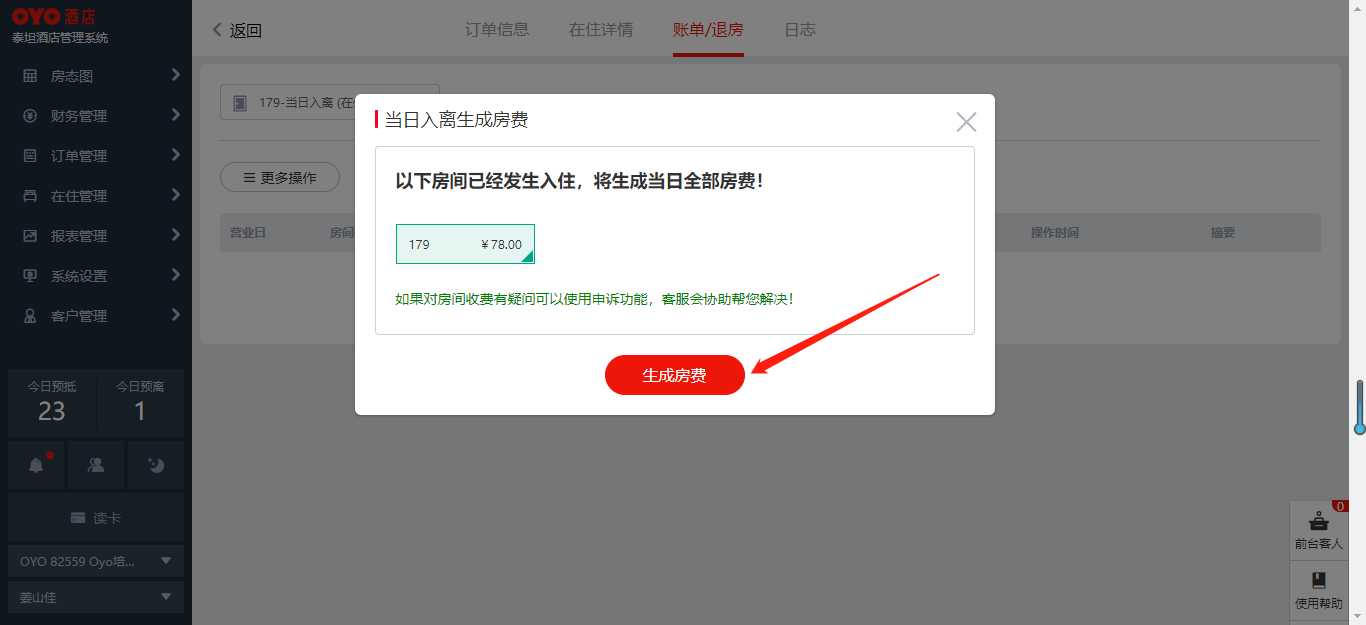 OYO 酒店
泰坦酒店管理系统
房态图
财务管理
订单管理
在住管理
报表管理
系统设置
客户管理
今日预抵
23
今日预离
1
读卡
OYO 82559 Oyo培...
姜山佳
返回
订单信息
在住详情
账单/退房
日志
179-当日入离 (在
更多操作
营业日
房间
操作时间
摘要
当日入离生成房费
以下房间已经发生入住，将生成当日全部房费！
179
￥78.00
如果对房间收费有疑问可以使用申诉功能，客服会协助帮您解决！
生成房费
0
前台客人
使用帮助